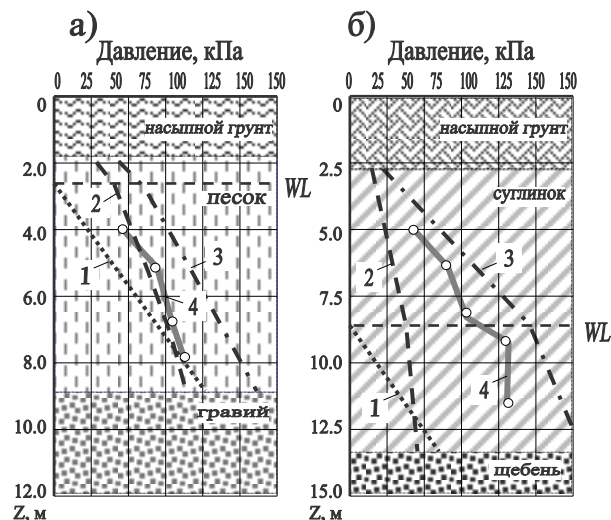 а)
Давление, кПа
0 25 50 75 100 125 150 150
0
насыпной грунт
2.0
песок
WL
2
4.0
3
1
6.0
4
8.0
гравий
10.0
12.0
Z, м
б)
Давление, кПа
0 25 50 75 100 125 150 150
0
насыпной грунт
2.5
суглинок
5.0
3
2
7.5
WL
10.0
4
1
12.5
щебень
15.0
Z, м